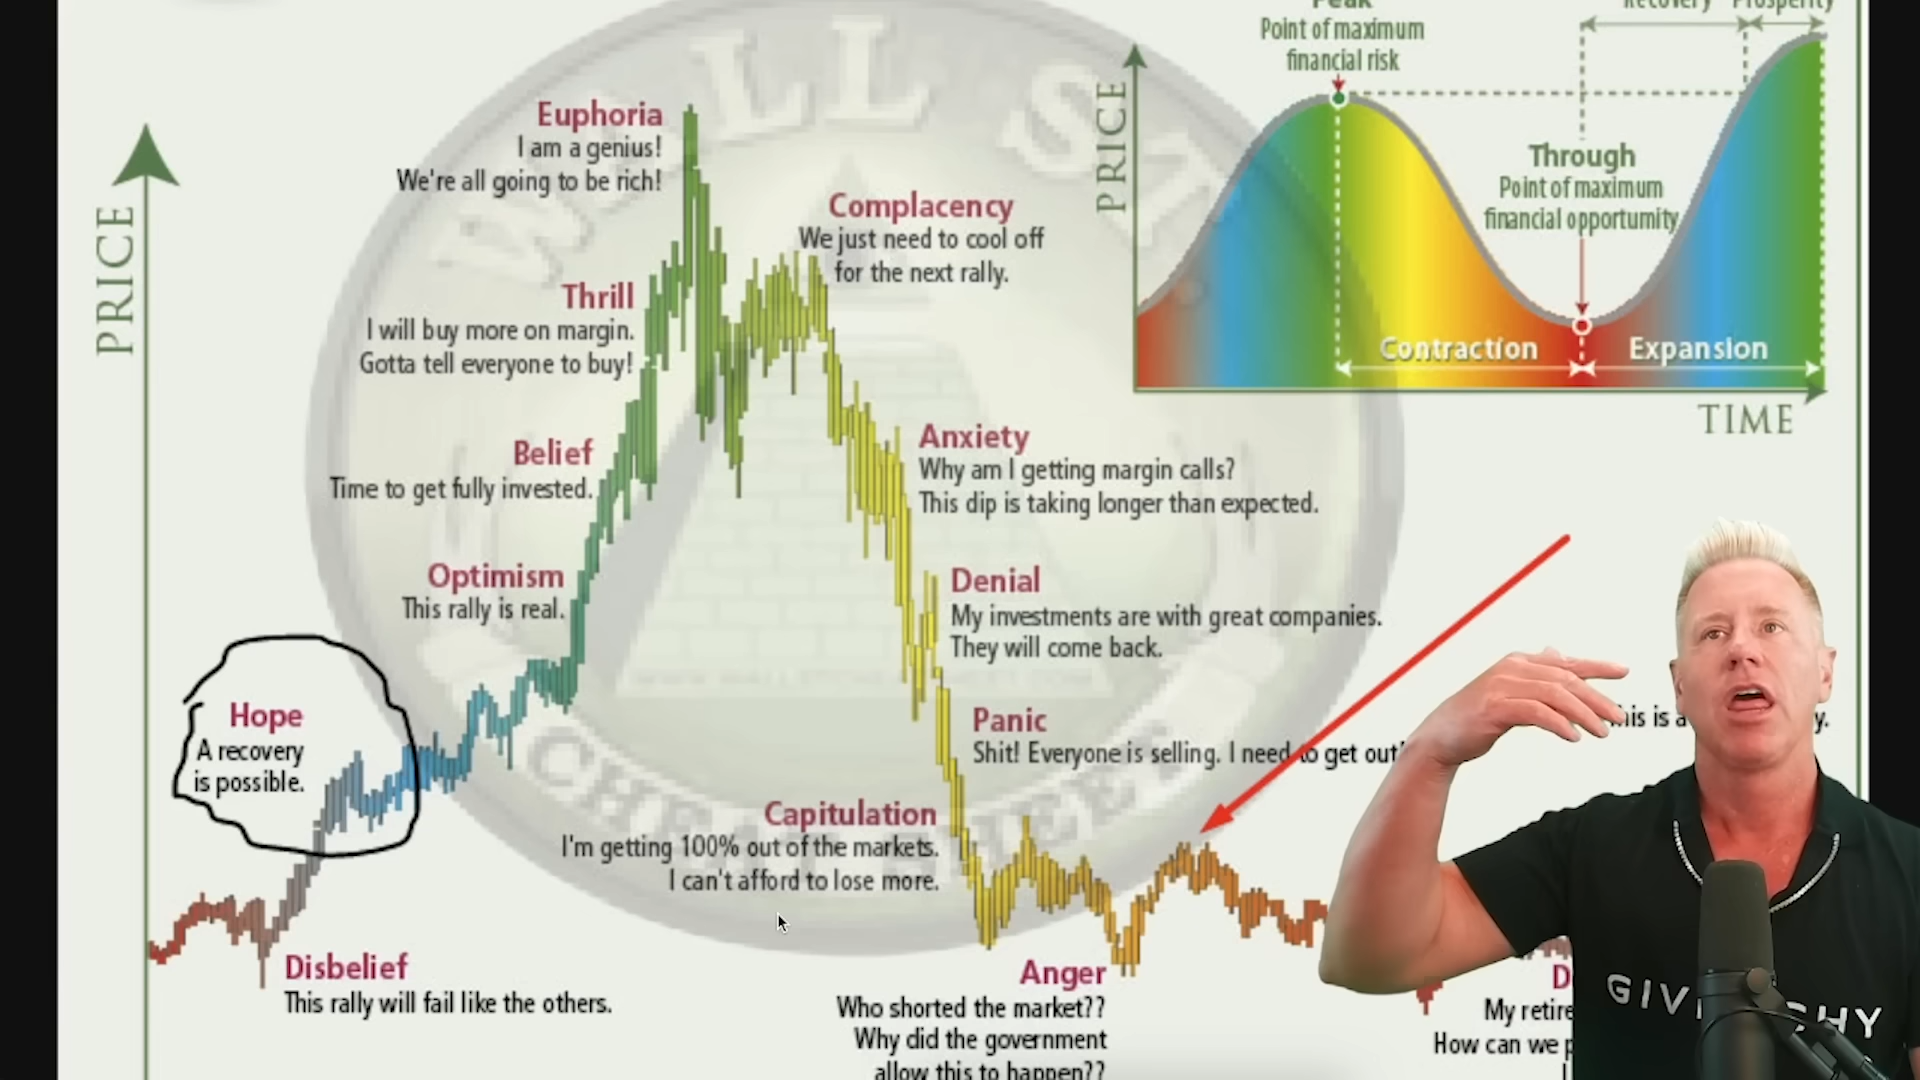 WALL ST.
CHEAT SHEET
PRICE
Euphoria
I am a genius!
We're all going to be rich!
Complacency
We just need to cool off
for the next rally.
Thrill
I will buy more on margin.
Gotta tell everyone to buy!
Belief
Time to get fully invested.
Anxiety
Why am I getting margin calls?
This dip is taking longer than expected.
Optimism
This rally is real.
Denial
My investments are with great companies.
They will come back.
Hope
A recovery
is possible.
Panic
Shit! Everyone is selling. I need to get out!
Capitulation
I'm getting 100% out of the markets.
I can't afford to lose more.
Disbelief
This rally will fail like the others.
Anger
Who shorted the market??
Why did the government
allow this to happen??
This is a
My retire
How can we p
Peak
Point of maximum
financial risk
Recovery
Prosperity
PRICE
Through
Point of maximum
financial opportunity
Contraction
Expansion
TIME
GIV CHY